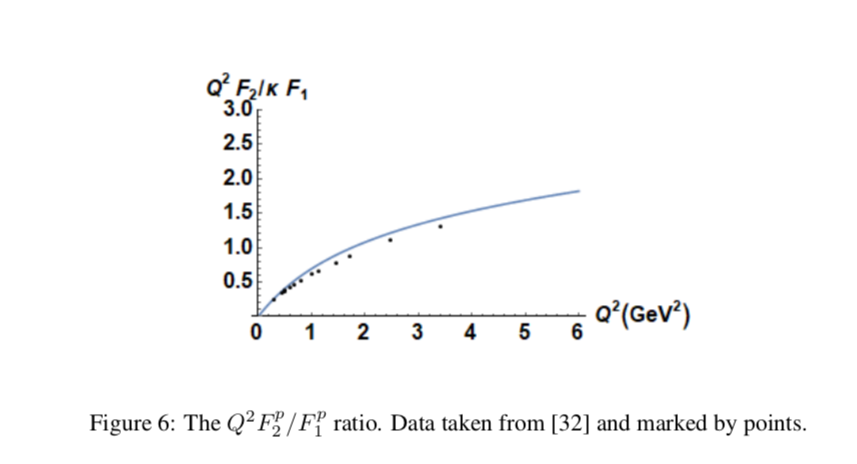 Q² F₂/κ F₁
3.0
2.5
2.0
1.5
1.0
0.5
0 1 2 3 4 5 6 Q²(GeV²)
Figure 6: The Q²F₂ᵖ/F₁ᵖ ratio. Data taken from [32] and marked by points.